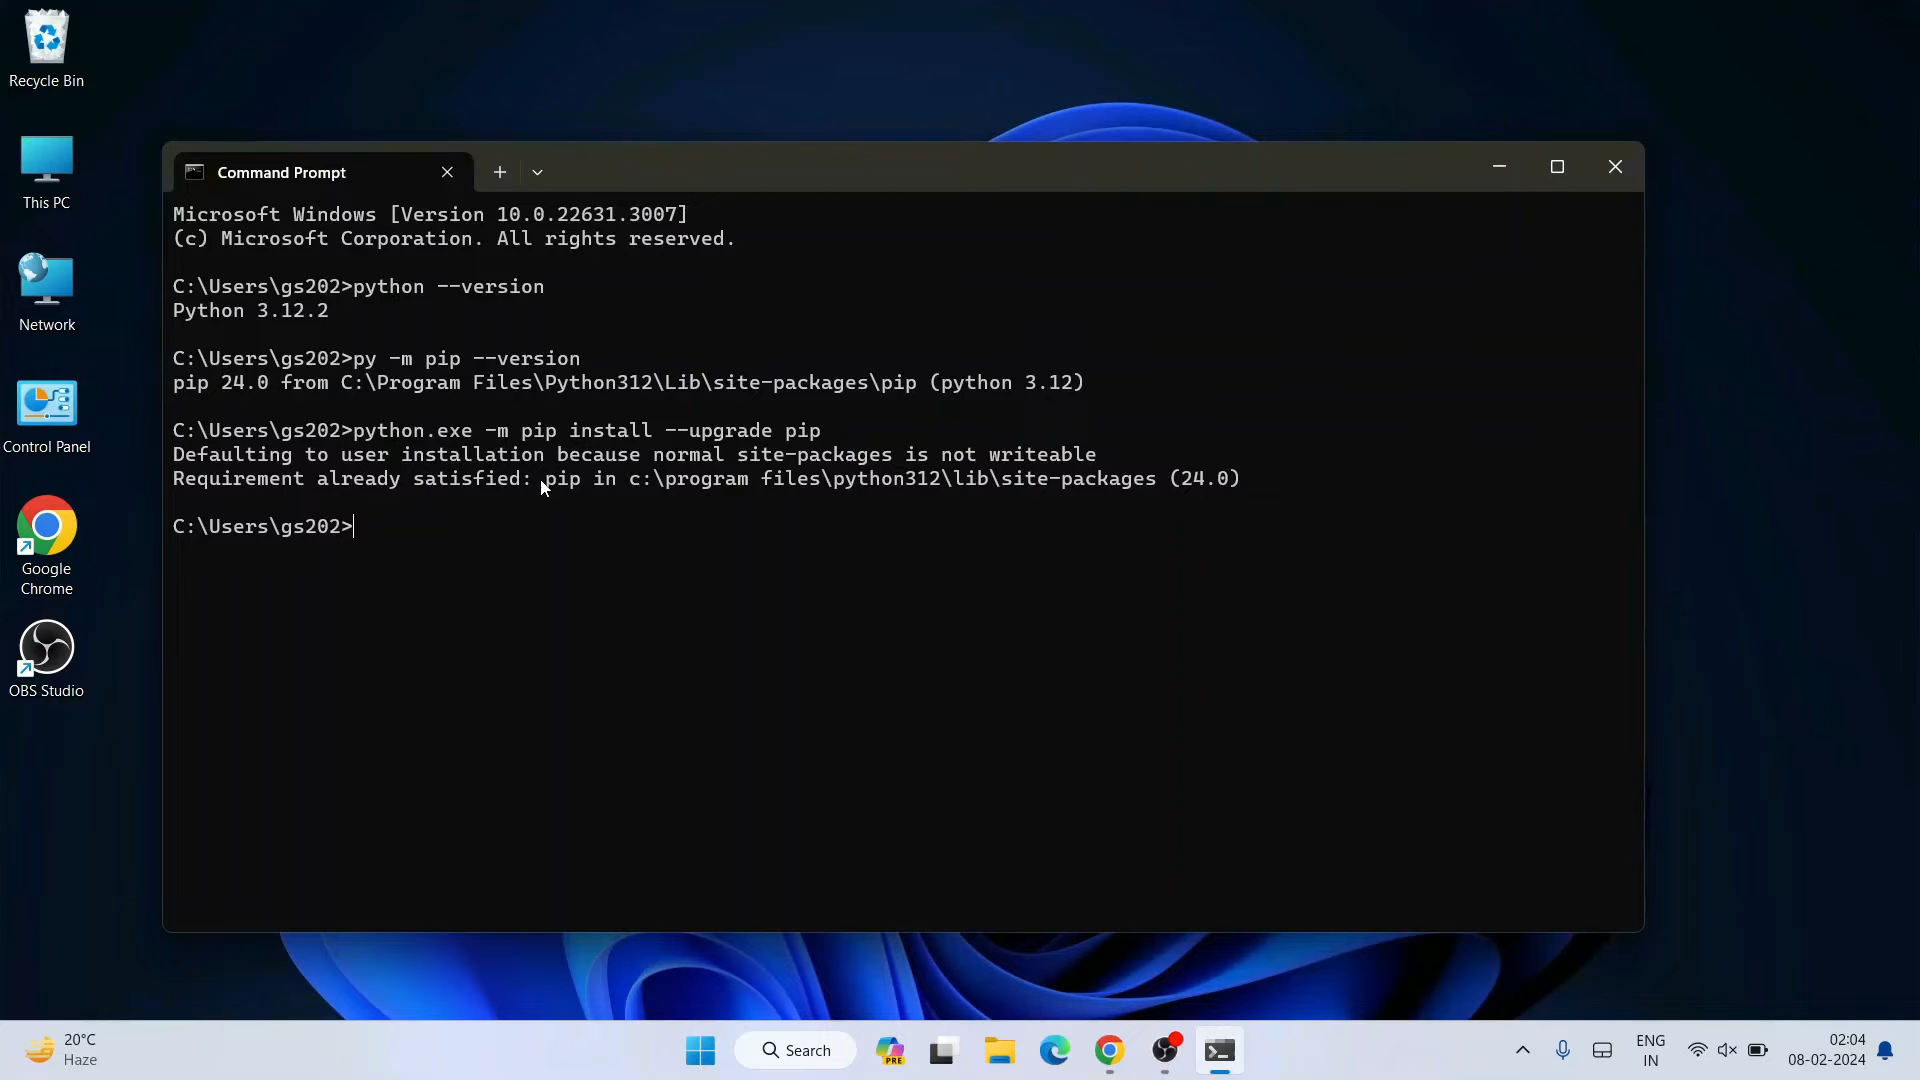 Recycle Bin
This PC
Network
Control Panel
Google
Chrome
OBS Studio
Command Prompt
Microsoft Windows [Version 10.0.22631.3007]
(c) Microsoft Corporation. All rights reserved.
C:\Users\gs202>python --version
Python 3.12.2
C:\Users\gs202>py -m pip --version
pip 24.0 from C:\Program Files\Python312\Lib\site-packages\pip (python 3.12)
C:\Users\gs202>python.exe -m pip install --upgrade pip
Defaulting to user installation because normal site-packages is not writeable
Requirement already satisfied: pip in c:\program files\python312\lib\site-packages (24.0)
C:\Users\gs202>
20°C
Haze
Search
PRE
ENG
IN
02:04
08-02-2024